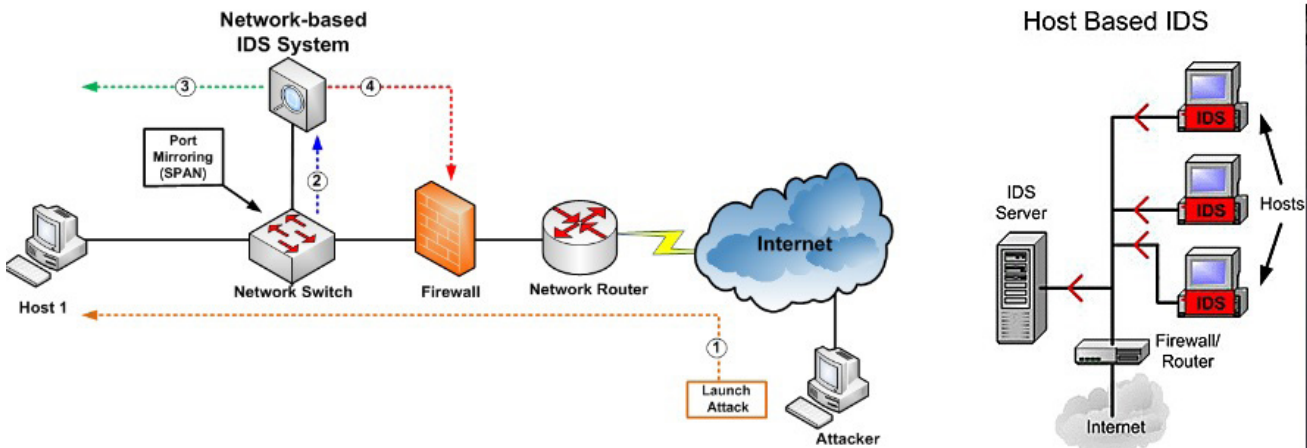 Network-based
IDS System
3
4
Port
Mirroring
(SPAN)
2
Internet
Host 1
Network Switch
Firewall
Network Router
1
Launch
Attack
Attacker
Host Based IDS
IDS
IDS
Server
IDS
Hosts
IDS
Firewall/
Router
Internet